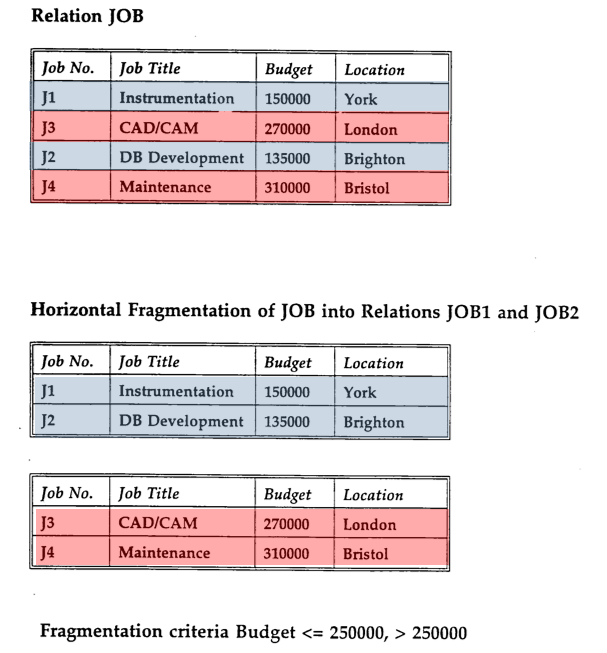 Relation JOB
Job No. Job Title Budget Location
J1 Instrumentation 150000 York
J3 CAD/CAM 270000 London
J2 DB Development 135000 Brighton
J4 Maintenance 310000 Bristol
Horizontal Fragmentation of JOB into Relations JOB1 and JOB2
Job No. Job Title Budget Location
J1 Instrumentation 150000 York
J2 DB Development 135000 Brighton
Job No. Job Title Budget Location
J3 CAD/CAM 270000 London
J4 Maintenance 310000 Bristol
Fragmentation criteria Budget <= 250000, > 250000